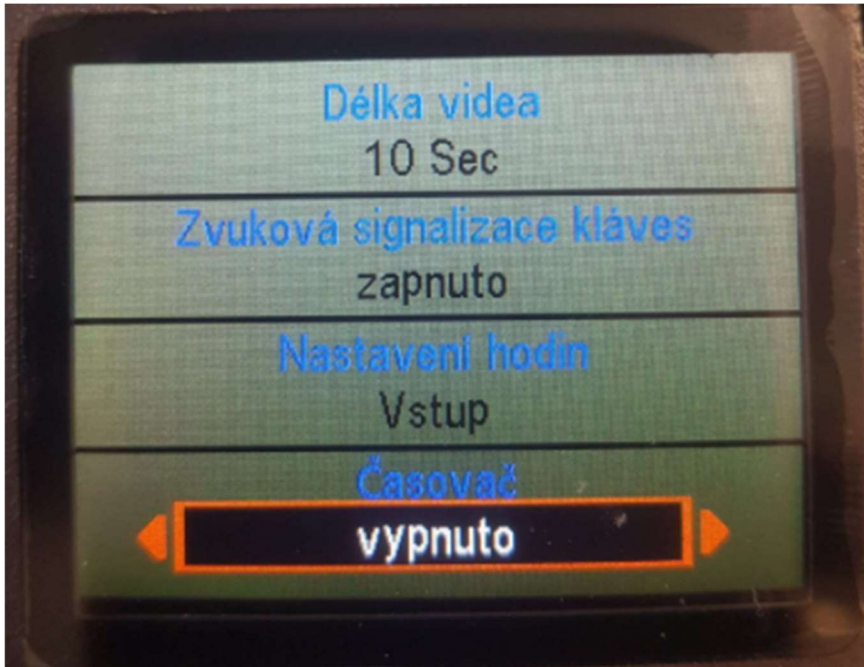 Délka videa
10 Sec
Zvuková signalizace kláves
zapnuto
Nastavení hodin
Vstup
Časovač
vypnuto